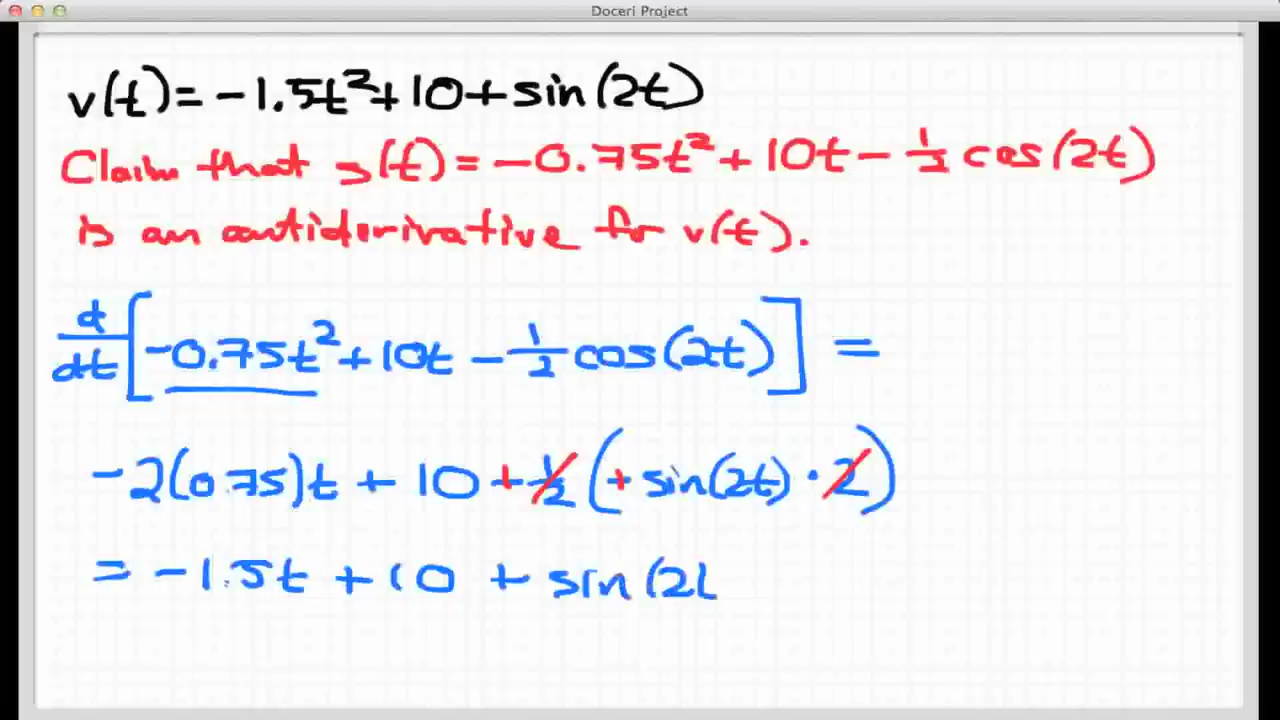 Doceri Project
v(t) = -1.5t² + 10 + sin(2t)
Claim that s(t) = -0.75t² + 10t - 1/2 cos(2t)
is an antiderivative for v(t).
d/dt [-0.75t² + 10t - 1/2 cos(2t)] =
-2(0.75)t + 10 + 1/2 (+ sin(2t) · 2)
= -1.5t + 10 + sin(2